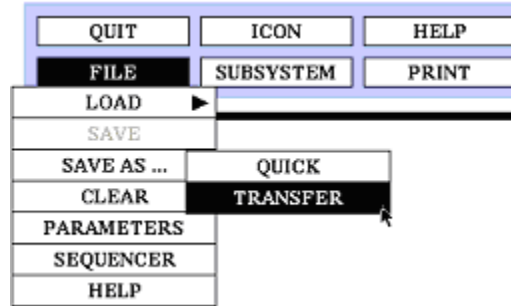 QUIT ICON HELP
FILE SUBSYSTEM PRINT
LOAD
SAVE
SAVE AS ... QUICK
CLEAR TRANSFER
PARAMETERS
SEQUENCER
HELP